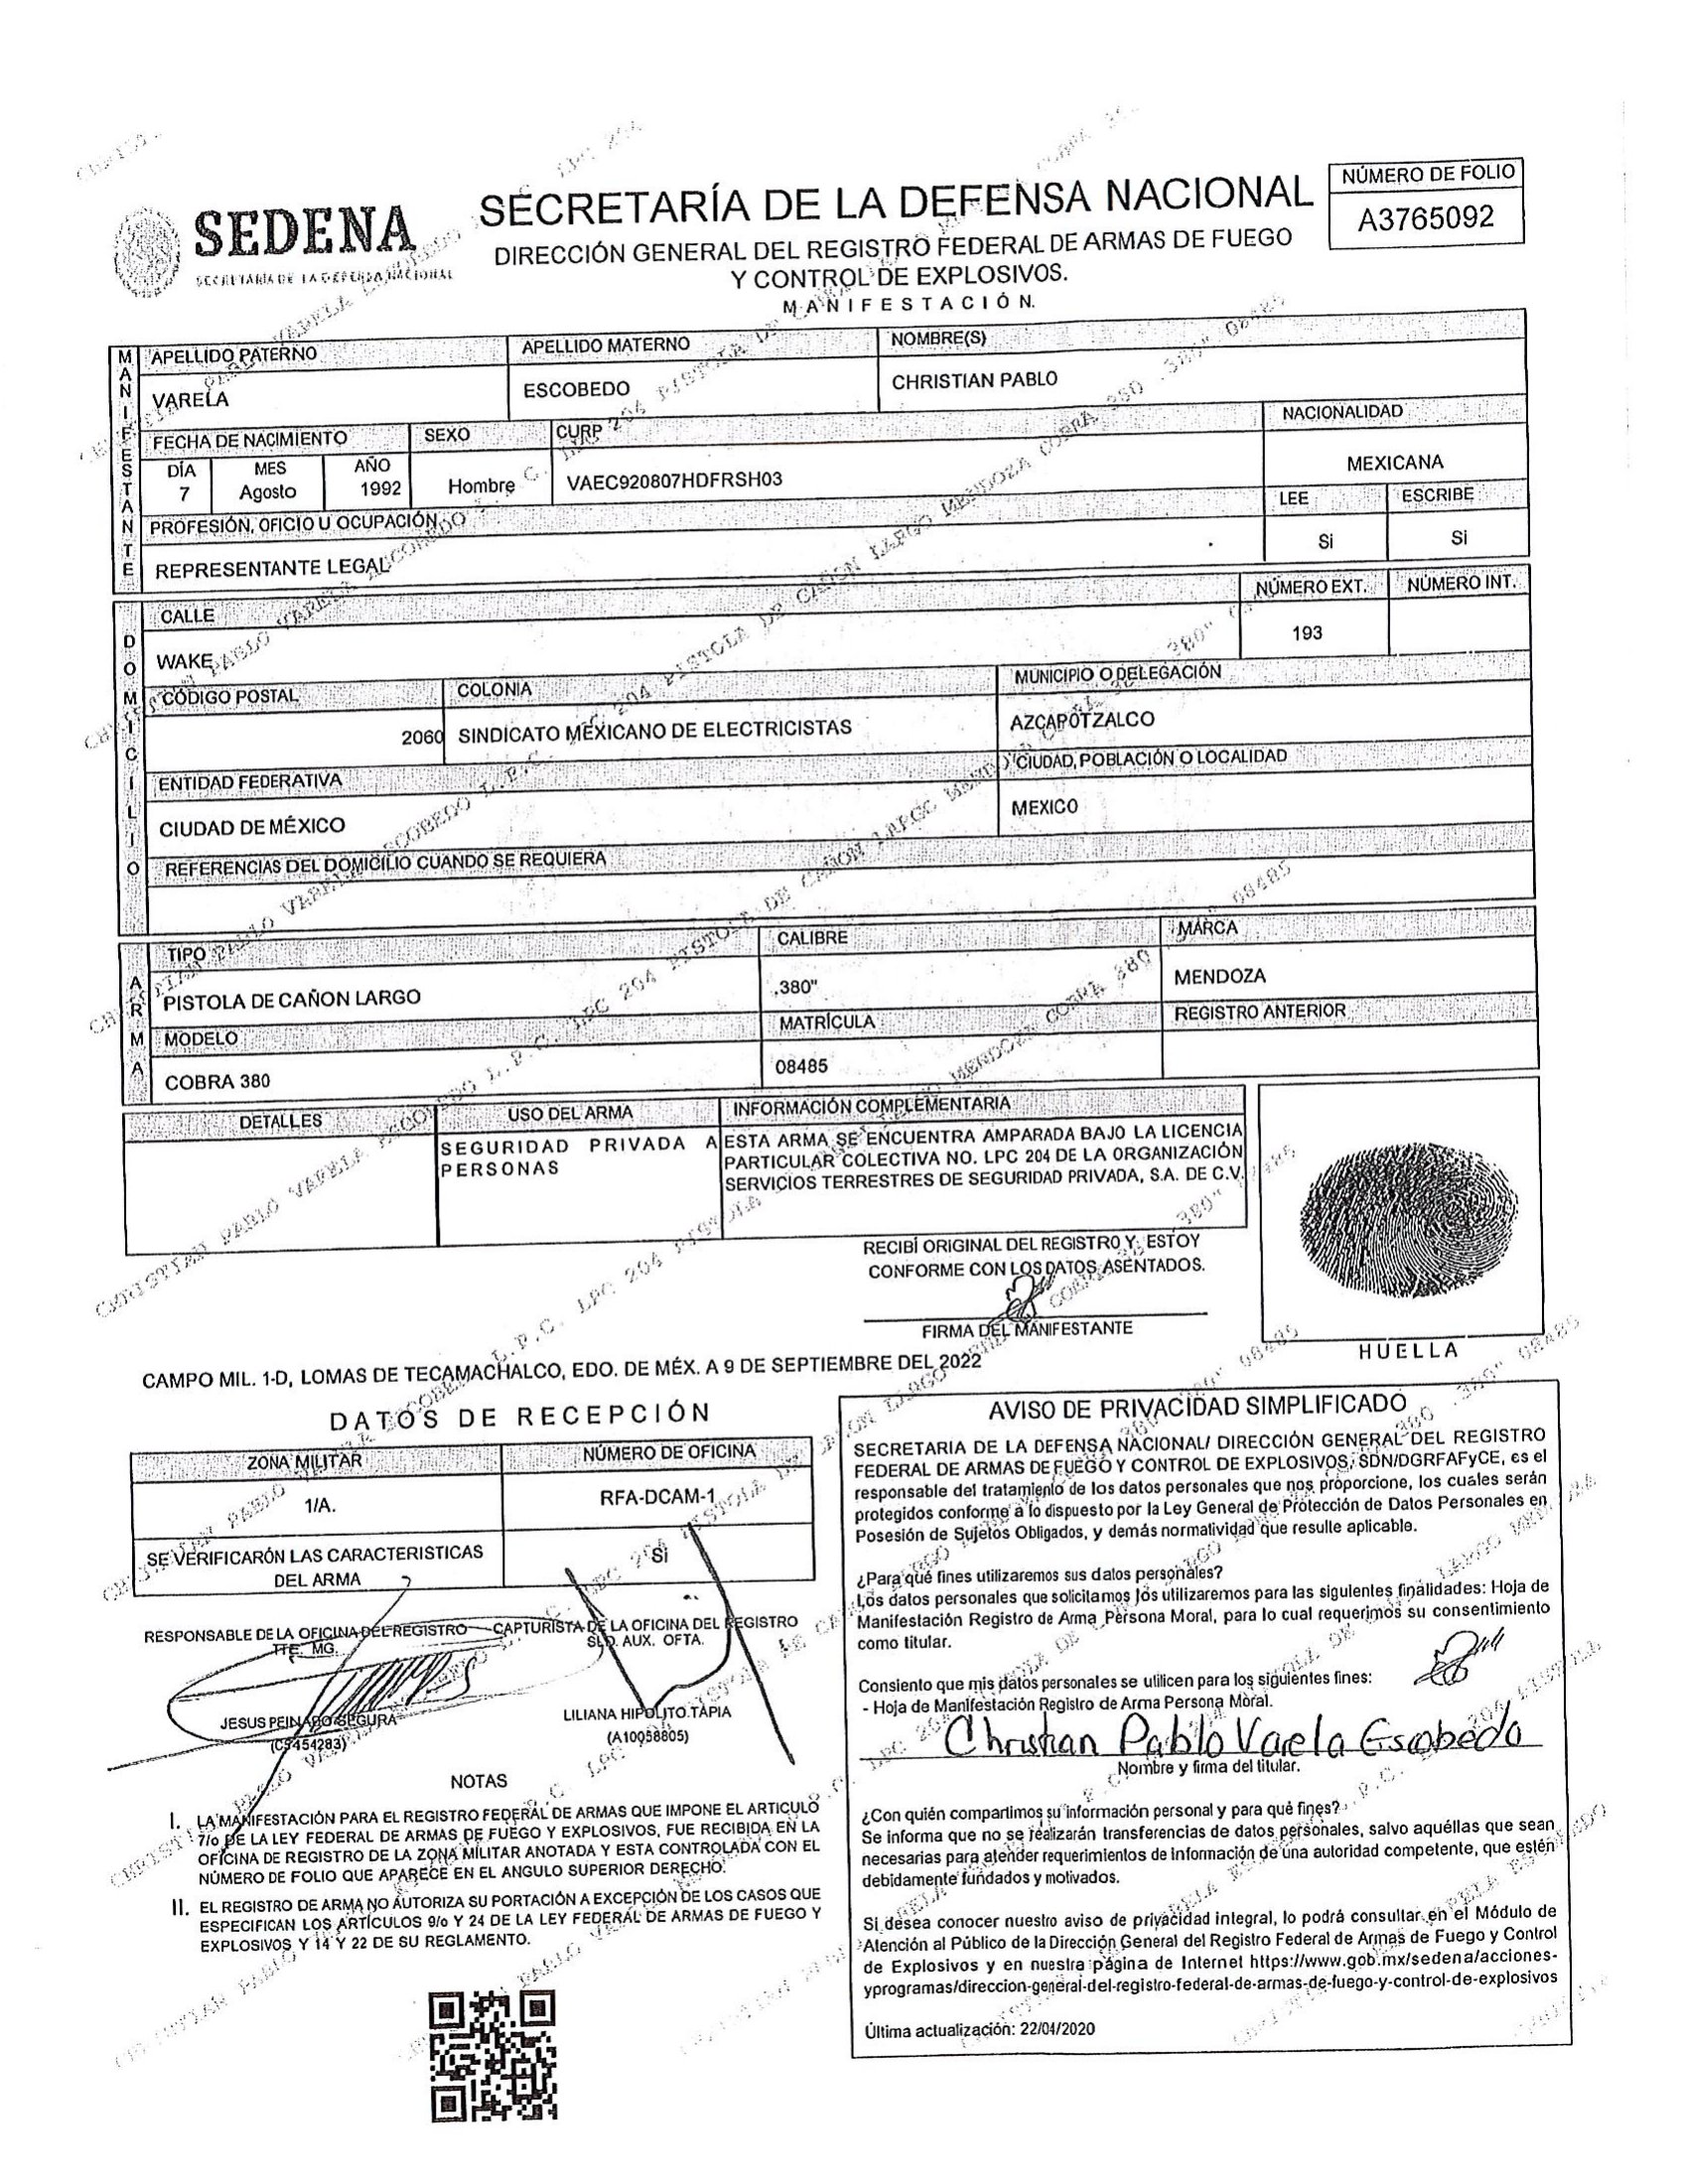 SEDENA
SECRETARÍA DE LA DEFENSA NACIONAL
SECRETARÍA DE LA DEFENSA NACIONAL
DIRECCIÓN GENERAL DEL REGISTRO FEDERAL DE ARMAS DE FUEGO
Y CONTROL DE EXPLOSIVOS.
MANIFESTACIÓN.
NÚMERO DE FOLIO
A3765092
MANIFESTANTE
APELLIDO PATERNO APELLIDO MATERNO NOMBRE(S)
VARELA ESCOBEDO CHRISTIAN PABLO
FECHA DE NACIMIENTO SEXO CURP NACIONALIDAD
DÍA MES AÑO
7 Agosto 1992 Hombre VAEC920807HDFRSH03 MEXICANA
PROFESIÓN, OFICIO U OCUPACIÓN LEE ESCRIBE
REPRESENTANTE LEGAL Si Si
DOMICILIO
CALLE NÚMERO EXT. NÚMERO INT.
WAKE 193
CÓDIGO POSTAL COLONIA MUNICIPIO O DELEGACIÓN
2060 SINDICATO MEXICANO DE ELECTRICISTAS AZCAPOTZALCO
ENTIDAD FEDERATIVA CIUDAD, POBLACIÓN O LOCALIDAD
CIUDAD DE MÉXICO MEXICO
REFERENCIAS DEL DOMICILIO CUANDO SE REQUIERA
ARMA
TIPO CALIBRE MARCA
PISTOLA DE CAÑON LARGO .380" MENDOZA
MODELO MATRÍCULA REGISTRO ANTERIOR
COBRA 380 08485
DETALLES USO DEL ARMA INFORMACIÓN COMPLEMENTARIA
SEGURIDAD PRIVADA A
PERSONAS
ESTA ARMA SE ENCUENTRA AMPARADA BAJO LA LICENCIA
PARTICULAR COLECTIVA NO. LPC 204 DE LA ORGANIZACIÓN
SERVICIOS TERRESTRES DE SEGURIDAD PRIVADA, S.A. DE C.V.
RECIBÍ ORIGINAL DEL REGISTRO Y ESTOY
CONFORME CON LOS DATOS ASENTADOS.
FIRMA DEL MANIFESTANTE
HUELLA
CAMPO MIL. 1-D, LOMAS DE TECAMACHALCO, EDO. DE MÉX. A 9 DE SEPTIEMBRE DEL 2022
DATOS DE RECEPCIÓN
ZONA MILITAR NÚMERO DE OFICINA
1/A. RFA-DCAM-1
SE VERIFICARÓN LAS CARACTERISTICAS
DEL ARMA
Si
RESPONSABLE DE LA OFICINA DEL REGISTRO
TTE. MG.
JESUS PEINADO SEGURA
(C5454283)
CAPTURISTA DE LA OFICINA DEL REGISTRO
SLD. AUX. OFTA.
LILIANA HIPOLITO TAPIA
(A10058805)
NOTAS
I. LA MANIFESTACIÓN PARA EL REGISTRO FEDERAL DE ARMAS QUE IMPONE EL ARTICULO
7/o DE LA LEY FEDERAL DE ARMAS DE FUEGO Y EXPLOSIVOS, FUE RECIBIDA EN LA
OFICINA DE REGISTRO DE LA ZONA MILITAR ANOTADA Y ESTA CONTROLADA CON EL
NÚMERO DE FOLIO QUE APARECE EN EL ANGULO SUPERIOR DERECHO.
II. EL REGISTRO DE ARMA NO AUTORIZA SU PORTACIÓN A EXCEPCIÓN DE LOS CASOS QUE
ESPECIFICAN LOS ARTÍCULOS 9/o Y 24 DE LA LEY FEDERAL DE ARMAS DE FUEGO Y
EXPLOSIVOS Y 14 Y 22 DE SU REGLAMENTO.
AVISO DE PRIVACIDAD SIMPLIFICADO
SECRETARIA DE LA DEFENSA NACIONAL/ DIRECCIÓN GENERAL DEL REGISTRO
FEDERAL DE ARMAS DE FUEGO Y CONTROL DE EXPLOSIVOS, SDN/DGRFAFyCE, es el
responsable del tratamiento de los datos personales que nos proporcione, los cuales serán
protegidos conforme a lo dispuesto por la Ley General de Protección de Datos Personales en
Posesión de Sujetos Obligados, y demás normatividad que resulte aplicable.
¿Para qué fines utilizaremos sus datos personales?
Los datos personales que solicitamos los utilizaremos para las siguientes finalidades: Hoja de
Manifestación Registro de Arma Persona Moral, para lo cual requerimos su consentimiento
como titular.
Consiento que mis datos personales se utilicen para los siguientes fines:
- Hoja de Manifestación Registro de Arma Persona Moral.
Christian Pablo Varela Escobedo
Nombre y firma del titular.
¿Con quién compartimos su información personal y para qué fines?
Se informa que no se realizarán transferencias de datos personales, salvo aquéllas que sean
necesarias para atender requerimientos de información de una autoridad competente, que estén
debidamente fundados y motivados.
Si desea conocer nuestro aviso de privacidad integral, lo podrá consultar en el Módulo de
Atención al Público de la Dirección General del Registro Federal de Armas de Fuego y Control
de Explosivos y en nuestra página de Internet https://www.gob.mx/sedena/acciones-
yprogramas/direccion-general-del-registro-federal-de-armas-de-fuego-y-control-de-explosivos
Última actualización: 22/04/2020